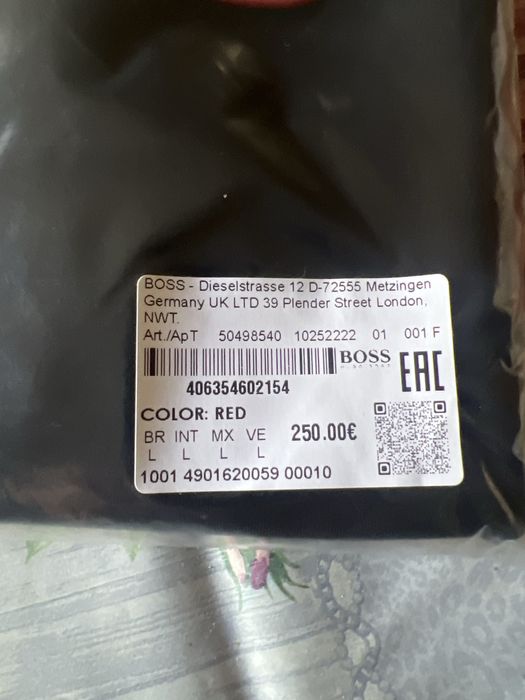 BOSS - Dieselstrasse 12 D-72555 Metzingen
Germany UK LTD 39 Plender Street London,
NWT.
Art./ApT 50498540 10252222 01 001 F
BOSS
EAC
406354602154
COLOR: RED
BR INT MX VE
250.00€
L L L L
1001 4901620059 00010